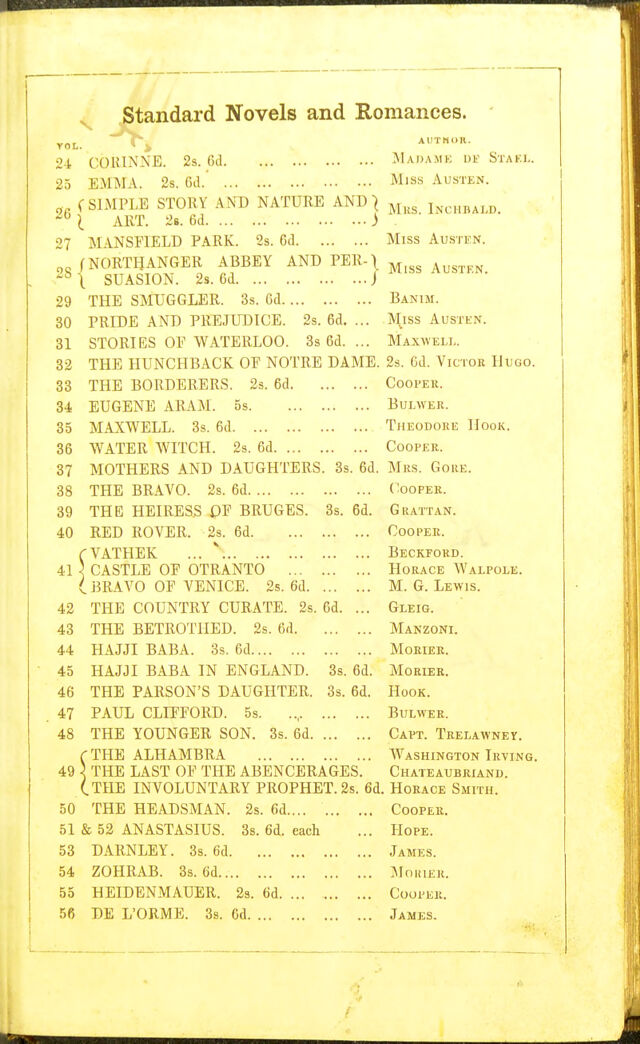 Standard Novels and Romances.
VOL. AUTHOR.
24 CORINNE. 2s. 6d. ... ... ... ... MADAME DE STAEL.
25 EMMA. 2s. 6d. ... ... ... ... ... MISS AUSTEN.
26 { SIMPLE STORY AND NATURE AND } MRS. INCHBALD.
ART. 2s. 6d. ... ... ... ... ...
27 MANSFIELD PARK. 2s. 6d. ... ... ... MISS AUSTEN.
28 { NORTHANGER ABBEY AND PER- } MISS AUSTEN.
SUASION. 2s. 6d. ... ... ... ...
29 THE SMUGGLER. 3s. 6d. ... ... ... BANIM.
30 PRIDE AND PREJUDICE. 2s. 6d. ... MISS AUSTEN.
31 STORIES OF WATERLOO. 3s 6d. ... MAXWELL.
32 THE HUNCHBACK OF NOTRE DAME. 2s. 6d. VICTOR HUGO.
33 THE BORDERERS. 2s. 6d. ... ... ... COOPER.
34 EUGENE ARAM. 5s. ... ... ... ... BULWER.
35 MAXWELL. 3s. 6d. ... ... ... ... ... THEODORE HOOK.
36 WATER WITCH. 2s. 6d. ... ... ... ... COOPER.
37 MOTHERS AND DAUGHTERS. 3s. 6d. MRS. GORE.
38 THE BRAVO. 2s. 6d. ... ... ... ... COOPER.
39 THE HEIRESS OF BRUGES. 3s. 6d. GRATTAN.
40 RED ROVER. 2s. 6d. ... ... ... ... COOPER.
{ VATHEK ... ... ... ... ... ... ... BECKFORD.
41 { CASTLE OF OTRANTO ... ... ... HORACE WALPOLE.
{ BRAVO OF VENICE. 2s. 6d. ... ... ... M. G. LEWIS.
42 THE COUNTRY CURATE. 2s. 6d. ... GLEIG.
43 THE BETROTHED. 2s. 6d. ... ... ... MANZONI.
44 HAJJI BABA. 3s. 6d. ... ... ... ... MORIER.
45 HAJJI BABA IN ENGLAND. 3s. 6d. MORIER.
46 THE PARSON'S DAUGHTER. 3s. 6d. HOOK.
47 PAUL CLIFFORD. 5s. ... ... ... BULWER.
48 THE YOUNGER SON. 3s. 6d. ... ... ... CAPT. TRELAWNEY.
{ THE ALHAMBRA ... ... ... ... WASHINGTON IRVING.
49 { THE LAST OF THE ABENCERAGES. CHATEAUBRIAND.
{ THE INVOLUNTARY PROPHET. 2s. 6d. HORACE SMITH.
50 THE HEADSMAN. 2s. 6d. ... ... ... COOPER.
51 & 52 ANASTASIUS. 3s. 6d. each ... HOPE.
53 DARNLEY. 3s. 6d. ... ... ... ... JAMES.
54 ZOHRAB. 3s. 6d. ... ... ... ... ... MORIER.
55 HEIDENMAUER. 2s. 6d. ... ... ... COOPER.
56 DE L'ORME. 3s. 6d. ... ... ... ... JAMES.